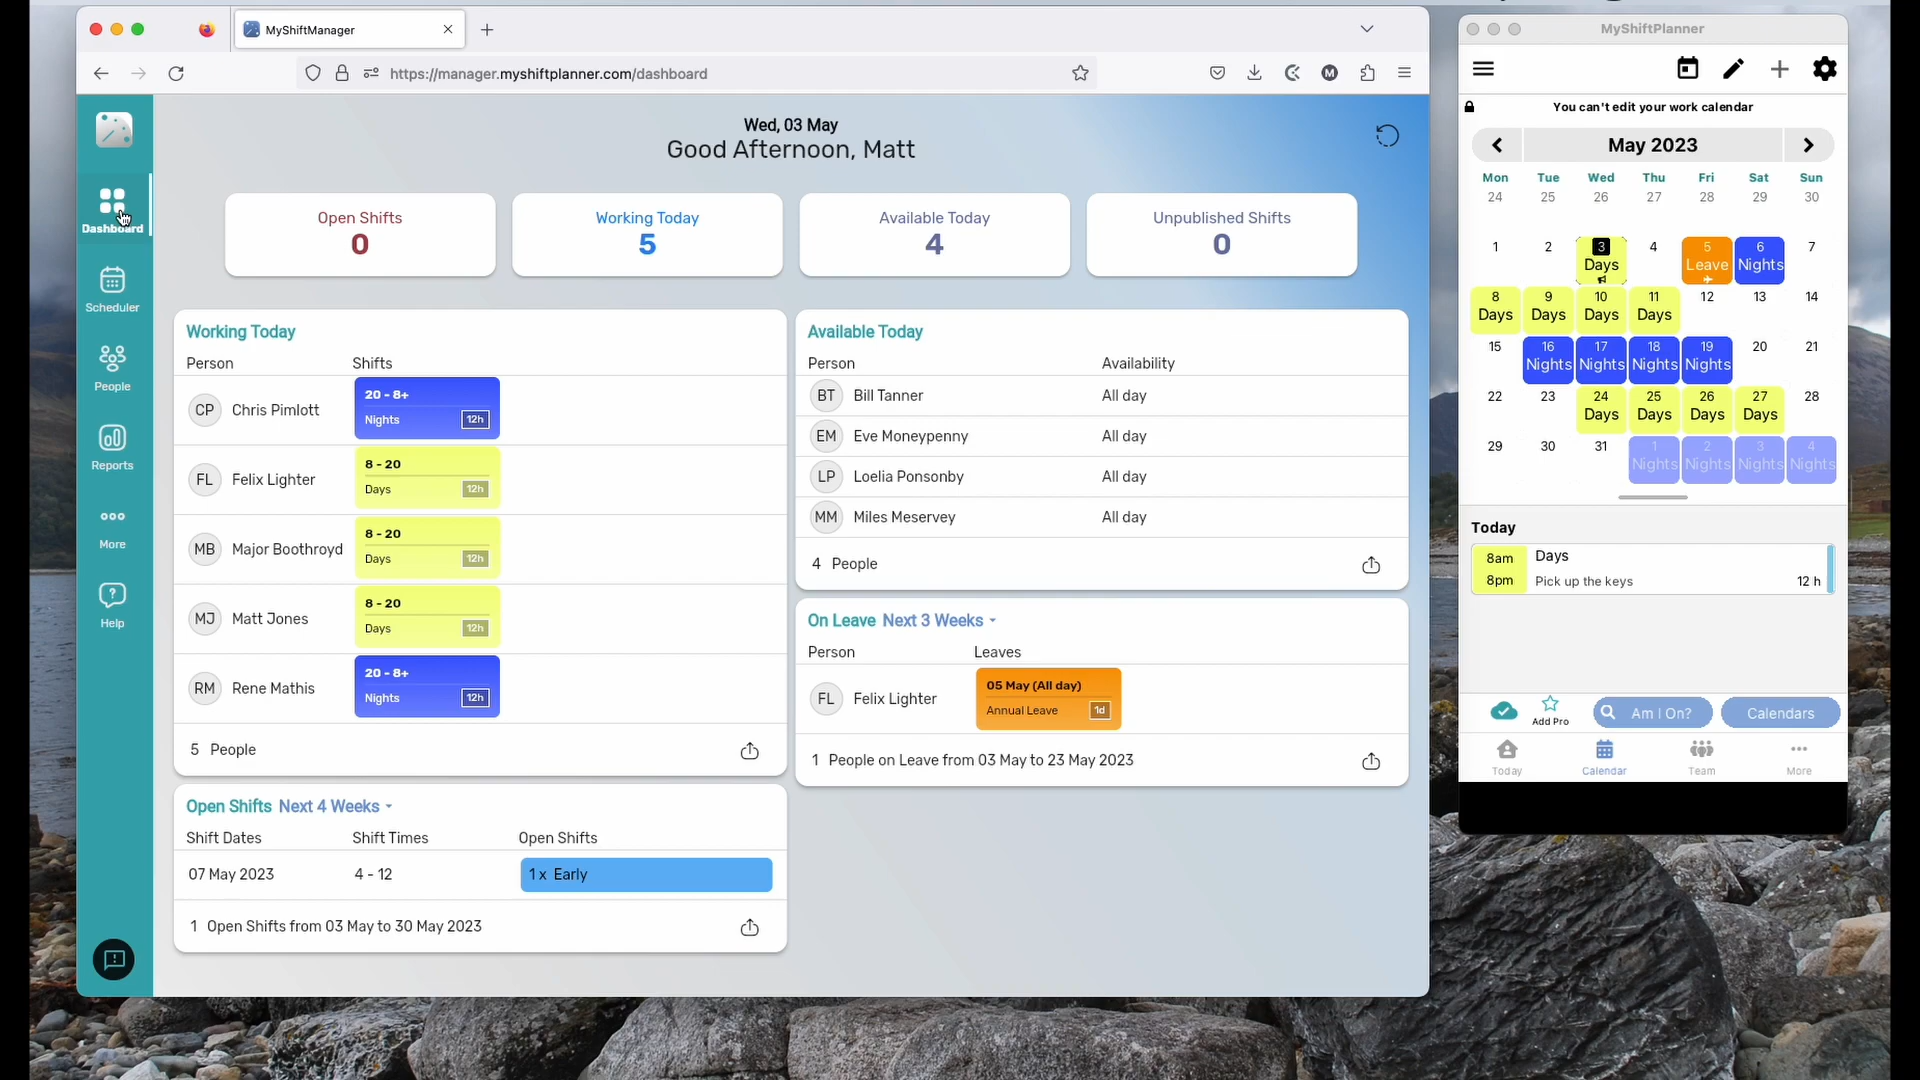 MyShiftManager
https://manager.myshiftplanner.com/dashboard
M
Wed, 03 May
Good Afternoon, Matt
Dashboard
Scheduler
People
Reports
More
Help
Open Shifts
0
Working Today
5
Available Today
4
Unpublished Shifts
0
Working Today
Person Shifts
CP Chris Pimlott 20 - 8+ Nights 12h
FL Felix Lighter 8 - 20 Days 12h
MB Major Boothroyd 8 - 20 Days 12h
MJ Matt Jones 8 - 20 Days 12h
RM Rene Mathis 20 - 8+ Nights 12h
5 People
Open Shifts Next 4 Weeks
Shift Dates Shift Times Open Shifts
07 May 2023 4 - 12 1 x Early
1 Open Shifts from 03 May to 30 May 2023
Available Today
Person Availability
BT Bill Tanner All day
EM Eve Moneypenny All day
LP Loelia Ponsonby All day
MM Miles Meservey All day
4 People
On Leave Next 3 Weeks
Person Leaves
FL Felix Lighter 05 May (All day) Annual Leave 1d
1 People on Leave from 03 May to 23 May 2023
MyShiftPlanner
You can't edit your work calendar
May 2023
Mon Tue Wed Thu Fri Sat Sun
24 25 26 27 28 29 30
1 2 3 4 5 6 7
Days Leave Nights
8 9 10 11 12 13 14
Days Days Days Days
15 16 17 18 19 20 21
Nights Nights Nights Nights
22 23 24 25 26 27 28
Days Days Days Days
29 30 31 1 2 3 4
Nights Nights Nights Nights
Today
8am Days
8pm Pick up the keys 12 h
Add Pro
Am I On?
Calendars
Today Calendar Team More